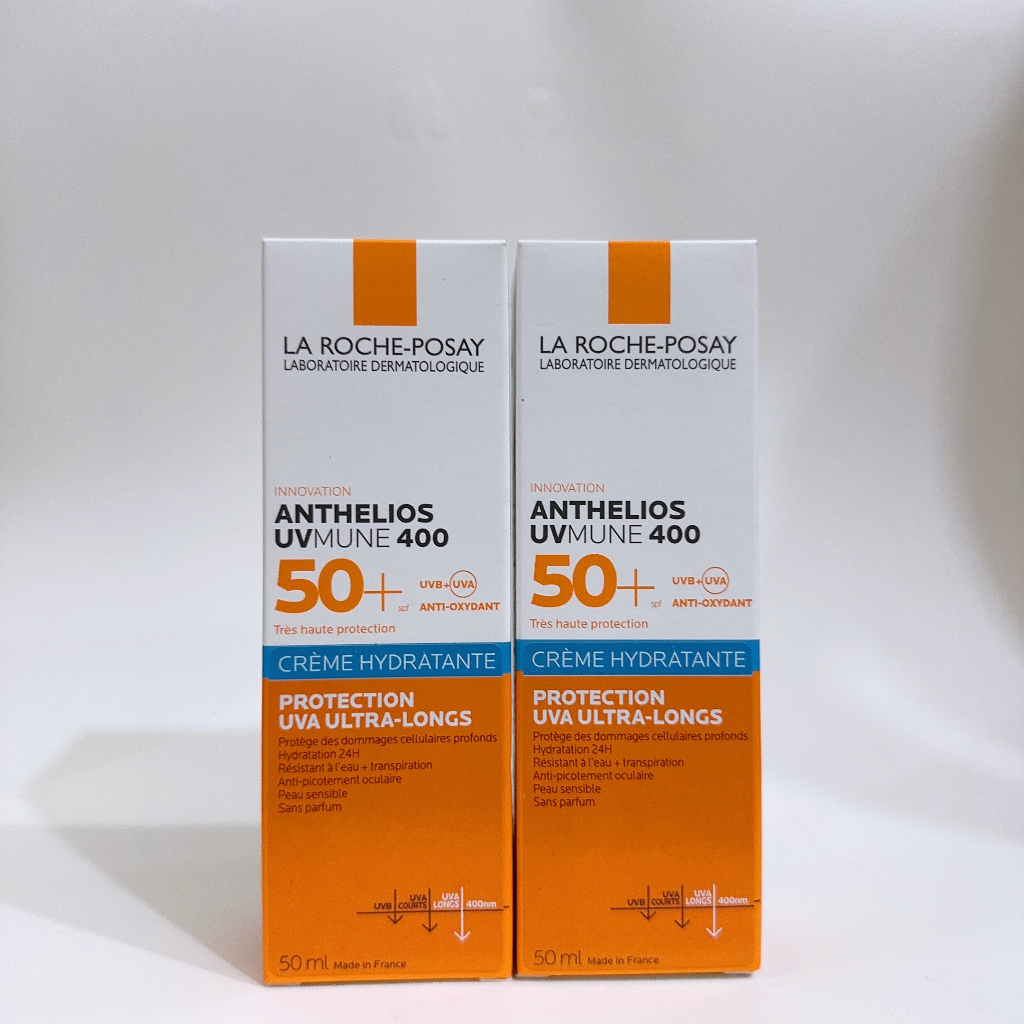 LA ROCHE-POSAY
LABORATOIRE DERMATOLOGIQUE
INNOVATION
ANTHELIOS
UVMUNE 400
50+ spf
UVB+UVA
ANTI-OXYDANT
Très haute protection
CRÈME HYDRATANTE
PROTECTION
UVA ULTRA-LONGS
Protège des dommages cellulaires profonds
Hydratation 24H
Résistant à l'eau + transpiration
Anti-picotement oculaire
Peau sensible
Sans parfum
UVB UVA COURTS UVA LONGS 400nm
50 ml Made in France
LA ROCHE-POSAY
LABORATOIRE DERMATOLOGIQUE
INNOVATION
ANTHELIOS
UVMUNE 400
50+ spf
UVB+UVA
ANTI-OXYDANT
Très haute protection
CRÈME HYDRATANTE
PROTECTION
UVA ULTRA-LONGS
Protège des dommages cellulaires profonds
Hydratation 24H
Résistant à l'eau + transpiration
Anti-picotement oculaire
Peau sensible
Sans parfum
UVB UVA COURTS UVA LONGS 400nm
50 ml Made in France